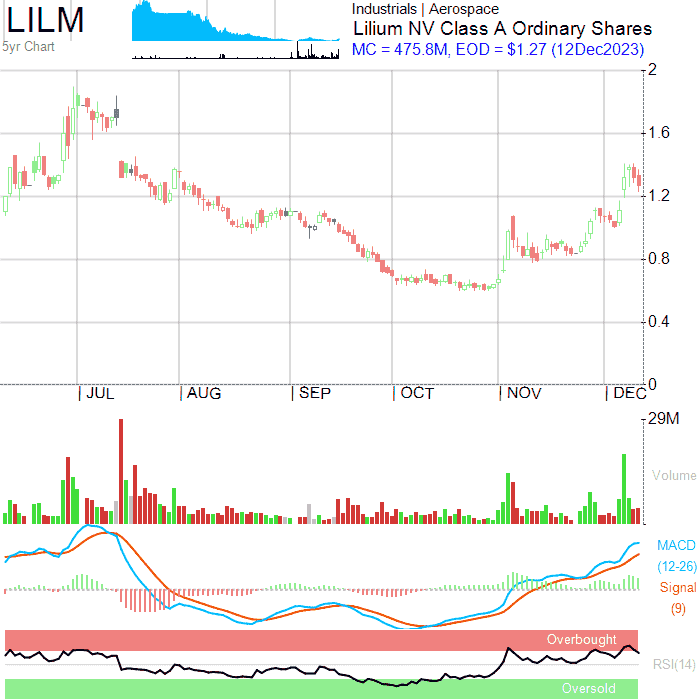 LILM
5yr Chart
Industrials | Aerospace
Lilium NV Class A Ordinary Shares
MC = 475.8M, EOD = $1.27 (12Dec2023)
2
1.6
1.2
0.8
0.4
0
JUL AUG SEP OCT NOV DEC
29M
Volume
MACD
(12-26)
Signal
(9)
Overbought
RSI(14)
Oversold